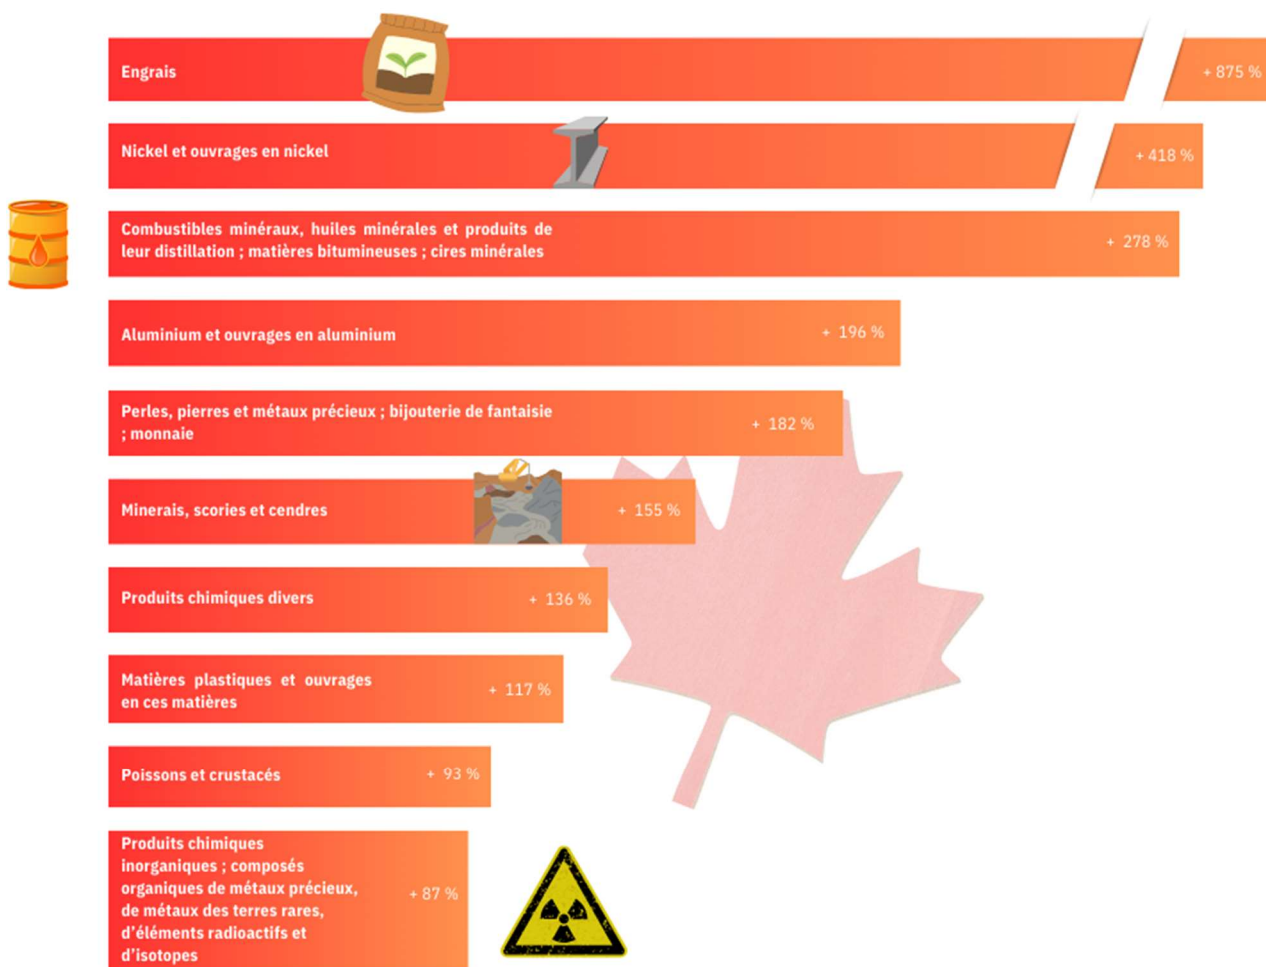 Engrais
+ 875 %
Nickel et ouvrages en nickel
+ 418 %
Combustibles minéraux, huiles minérales et produits de
leur distillation ; matières bitumineuses ; cires minérales
+ 278 %
Aluminium et ouvrages en aluminium
+ 196 %
Perles, pierres et métaux précieux ; bijouterie de fantaisie
; monnaie
+ 182 %
Minerais, scories et cendres
+ 155 %
Produits chimiques divers
+ 136 %
Matières plastiques et ouvrages
en ces matières
+ 117 %
Poissons et crustacés
+ 93 %
Produits chimiques
inorganiques ; composés
organiques de métaux précieux,
de métaux des terres rares,
d'éléments radioactifs et
d'isotopes
+ 87 %